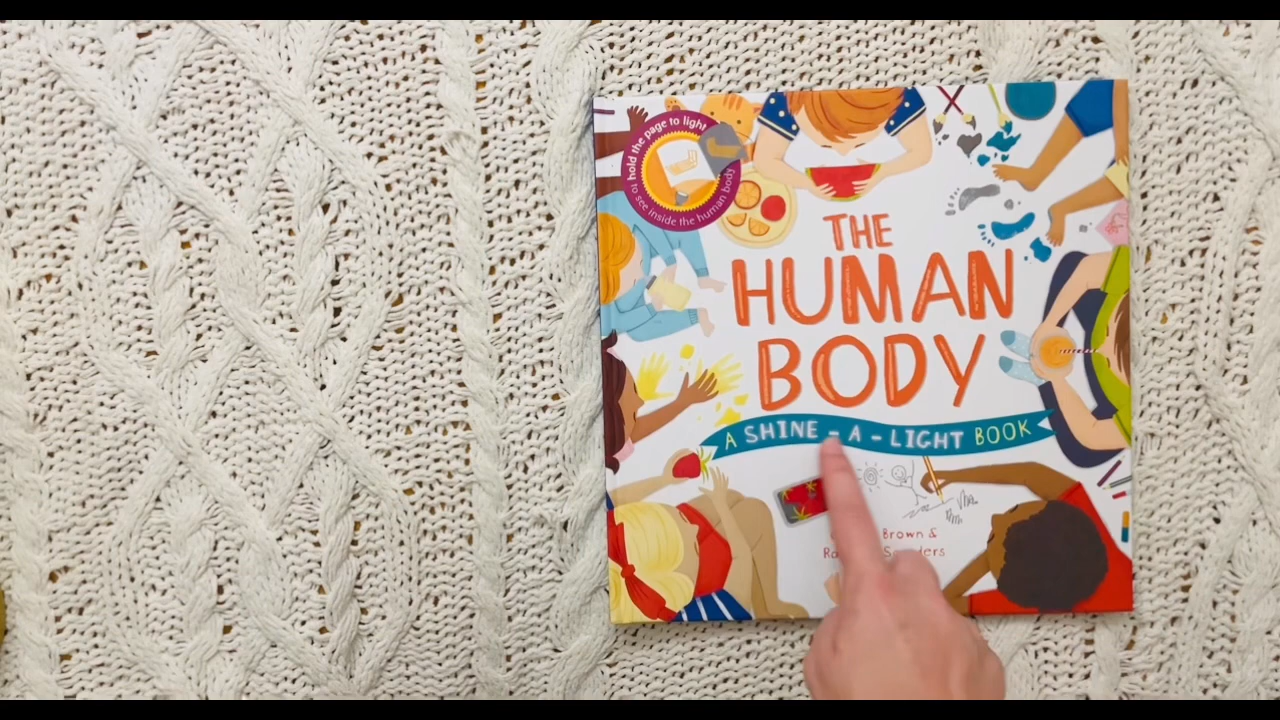 hold the page to light
to see inside the human body
THE
HUMAN
BODY
A SHINE-A-LIGHT BOOK
Brown &